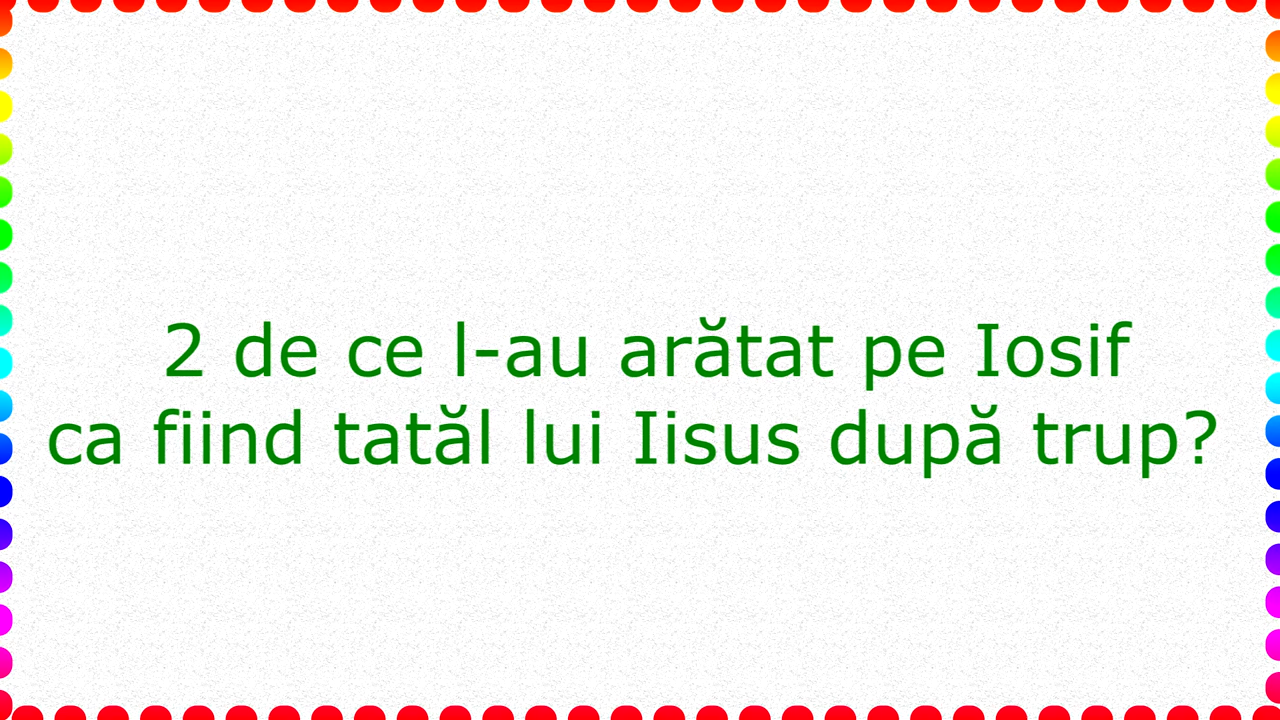 2 de ce l-au arătat pe Iosif
ca fiind tatăl lui Iisus după trup?